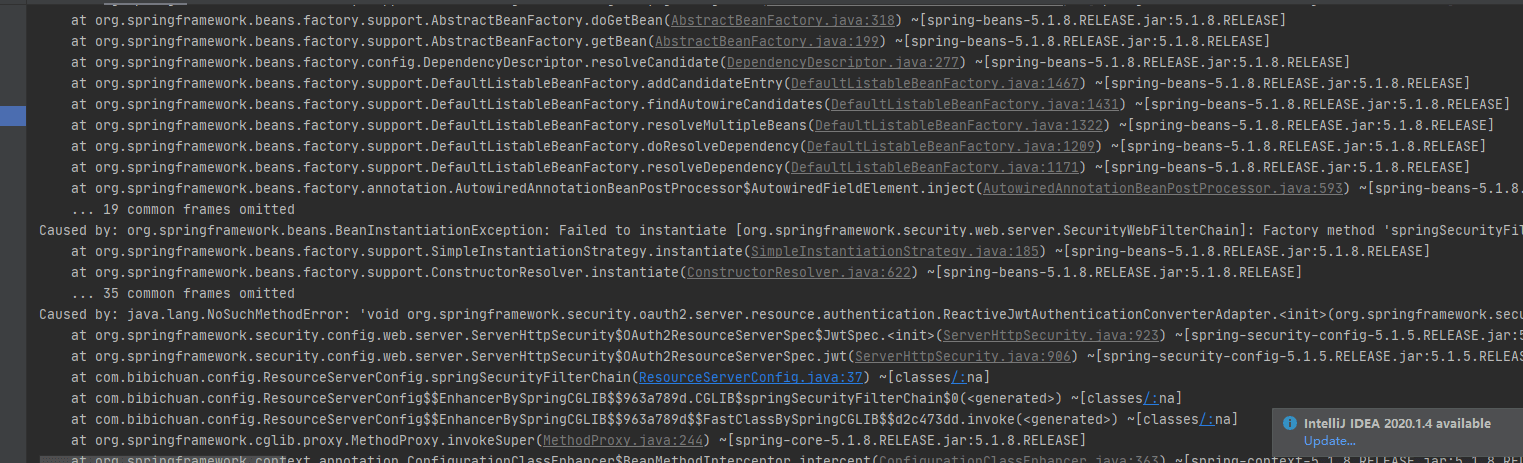 at org.springframework.beans.factory.support.AbstractBeanFactory.doGetBean(AbstractBeanFactory.java:318) ~[spring-beans-5.1.8.RELEASE.jar:5.1.8.RELEASE]
at org.springframework.beans.factory.support.AbstractBeanFactory.getBean(AbstractBeanFactory.java:199) ~[spring-beans-5.1.8.RELEASE.jar:5.1.8.RELEASE]
at org.springframework.beans.factory.config.DependencyDescriptor.resolveCandidate(DependencyDescriptor.java:277) ~[spring-beans-5.1.8.RELEASE.jar:5.1.8.RELEASE]
at org.springframework.beans.factory.support.DefaultListableBeanFactory.addCandidateEntry(DefaultListableBeanFactory.java:1467) ~[spring-beans-5.1.8.RELEASE.jar:5.1.8.RELEASE]
at org.springframework.beans.factory.support.DefaultListableBeanFactory.findAutowireCandidates(DefaultListableBeanFactory.java:1431) ~[spring-beans-5.1.8.RELEASE.jar:5.1.8.RELEASE]
at org.springframework.beans.factory.support.DefaultListableBeanFactory.resolveMultipleBeans(DefaultListableBeanFactory.java:1322) ~[spring-beans-5.1.8.RELEASE.jar:5.1.8.RELEASE]
at org.springframework.beans.factory.support.DefaultListableBeanFactory.doResolveDependency(DefaultListableBeanFactory.java:1209) ~[spring-beans-5.1.8.RELEASE.jar:5.1.8.RELEASE]
at org.springframework.beans.factory.support.DefaultListableBeanFactory.resolveDependency(DefaultListableBeanFactory.java:1171) ~[spring-beans-5.1.8.RELEASE.jar:5.1.8.RELEASE]
at org.springframework.beans.factory.annotation.AutowiredAnnotationBeanPostProcessor$AutowiredFieldElement.inject(AutowiredAnnotationBeanPostProcessor.java:593) ~[spring-beans-5.1.8.
... 19 common frames omitted
Caused by: org.springframework.beans.BeanInstantiationException: Failed to instantiate [org.springframework.security.web.server.SecurityWebFilterChain]: Factory method 'springSecurityFil
at org.springframework.beans.factory.support.SimpleInstantiationStrategy.instantiate(SimpleInstantiationStrategy.java:185) ~[spring-beans-5.1.8.RELEASE.jar:5.1.8.RELEASE]
at org.springframework.beans.factory.support.ConstructorResolver.instantiate(ConstructorResolver.java:622) ~[spring-beans-5.1.8.RELEASE.jar:5.1.8.RELEASE]
... 35 common frames omitted
Caused by: java.lang.NoSuchMethodError: 'void org.springframework.security.oauth2.server.resource.authentication.ReactiveJwtAuthenticationConverterAdapter.<init>(org.springframework.secu
at org.springframework.security.config.web.server.ServerHttpSecurity$OAuth2ResourceServerSpec$JwtSpec.<init>(ServerHttpSecurity.java:923) ~[spring-security-config-5.1.5.RELEASE.jar:5
at org.springframework.security.config.web.server.ServerHttpSecurity$OAuth2ResourceServerSpec.jwt(ServerHttpSecurity.java:906) ~[spring-security-config-5.1.5.RELEASE.jar:5.1.5.RELEASE
at com.bibichuan.config.ResourceServerConfig.springSecurityFilterChain(ResourceServerConfig.java:37) ~[classes/:na]
at com.bibichuan.config.ResourceServerConfig$$EnhancerBySpringCGLIB$$963a789d.CGLIB$springSecurityFilterChain$0(<generated>) ~[classes/:na]
at com.bibichuan.config.ResourceServerConfig$$EnhancerBySpringCGLIB$$963a789d$$FastClassBySpringCGLIB$$d2c473dd.invoke(<generated>) ~[classes/:na]
at org.springframework.cglib.proxy.MethodProxy.invokeSuper(MethodProxy.java:244) ~[spring-core-5.1.8.RELEASE.jar:5.1.8.RELEASE]
at org.springframework.context.annotation.ConfigurationClassEnhancer$BeanMethodInterceptor.intercept(ConfigurationClassEnhancer.java:363) ~[spring-context-5.1.8.RELEASE
IntelliJ IDEA 2020.1.4 available
Update...